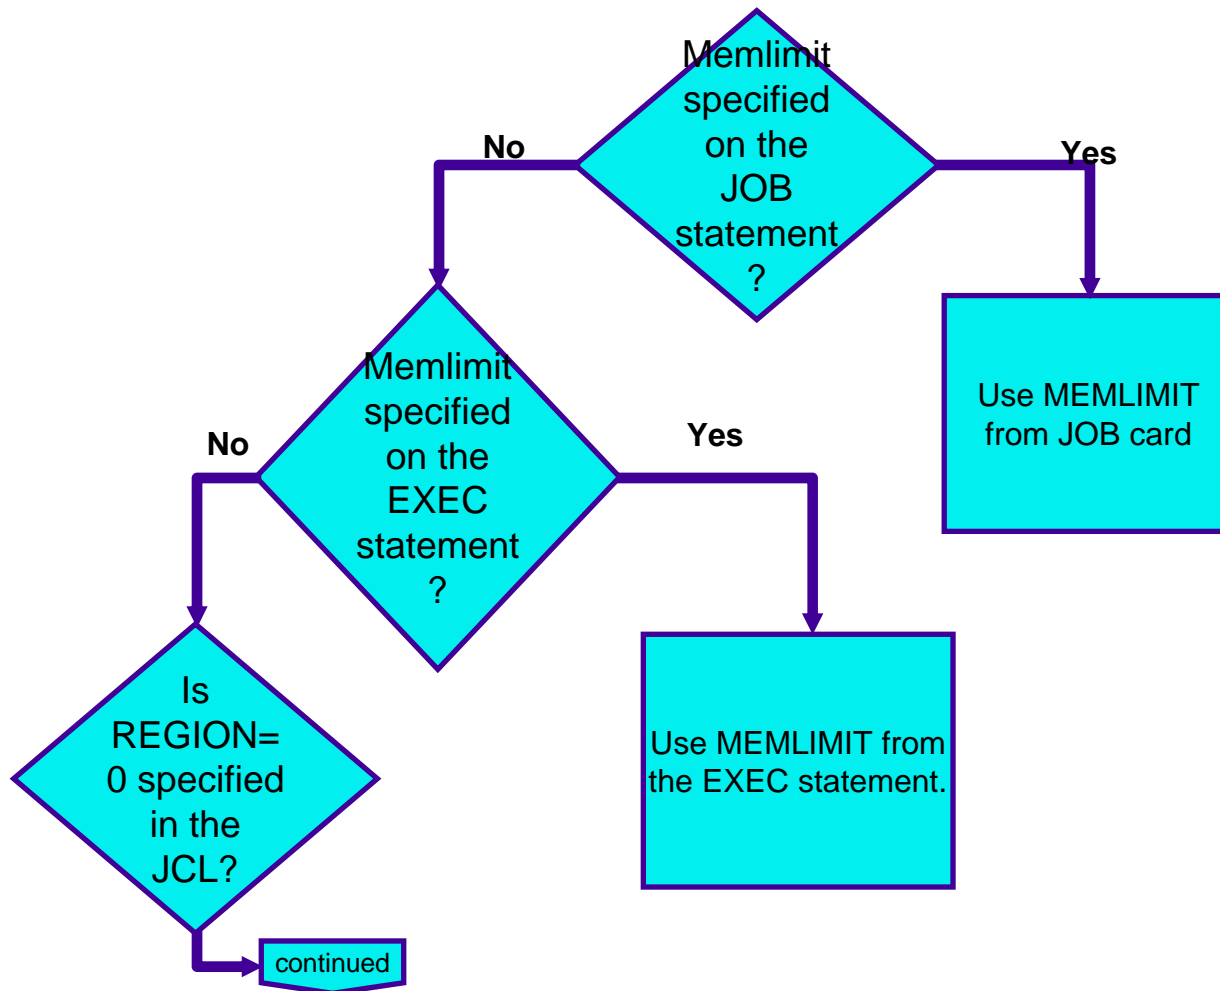 Memlimit
specified
on the
JOB
statement
?
No
Yes
Use MEMLIMIT
from JOB card
Memlimit
specified
on the
EXEC
statement
?
No
Yes
Use MEMLIMIT from
the EXEC statement.
Is
REGION=
0 specified
in the
JCL?
continued